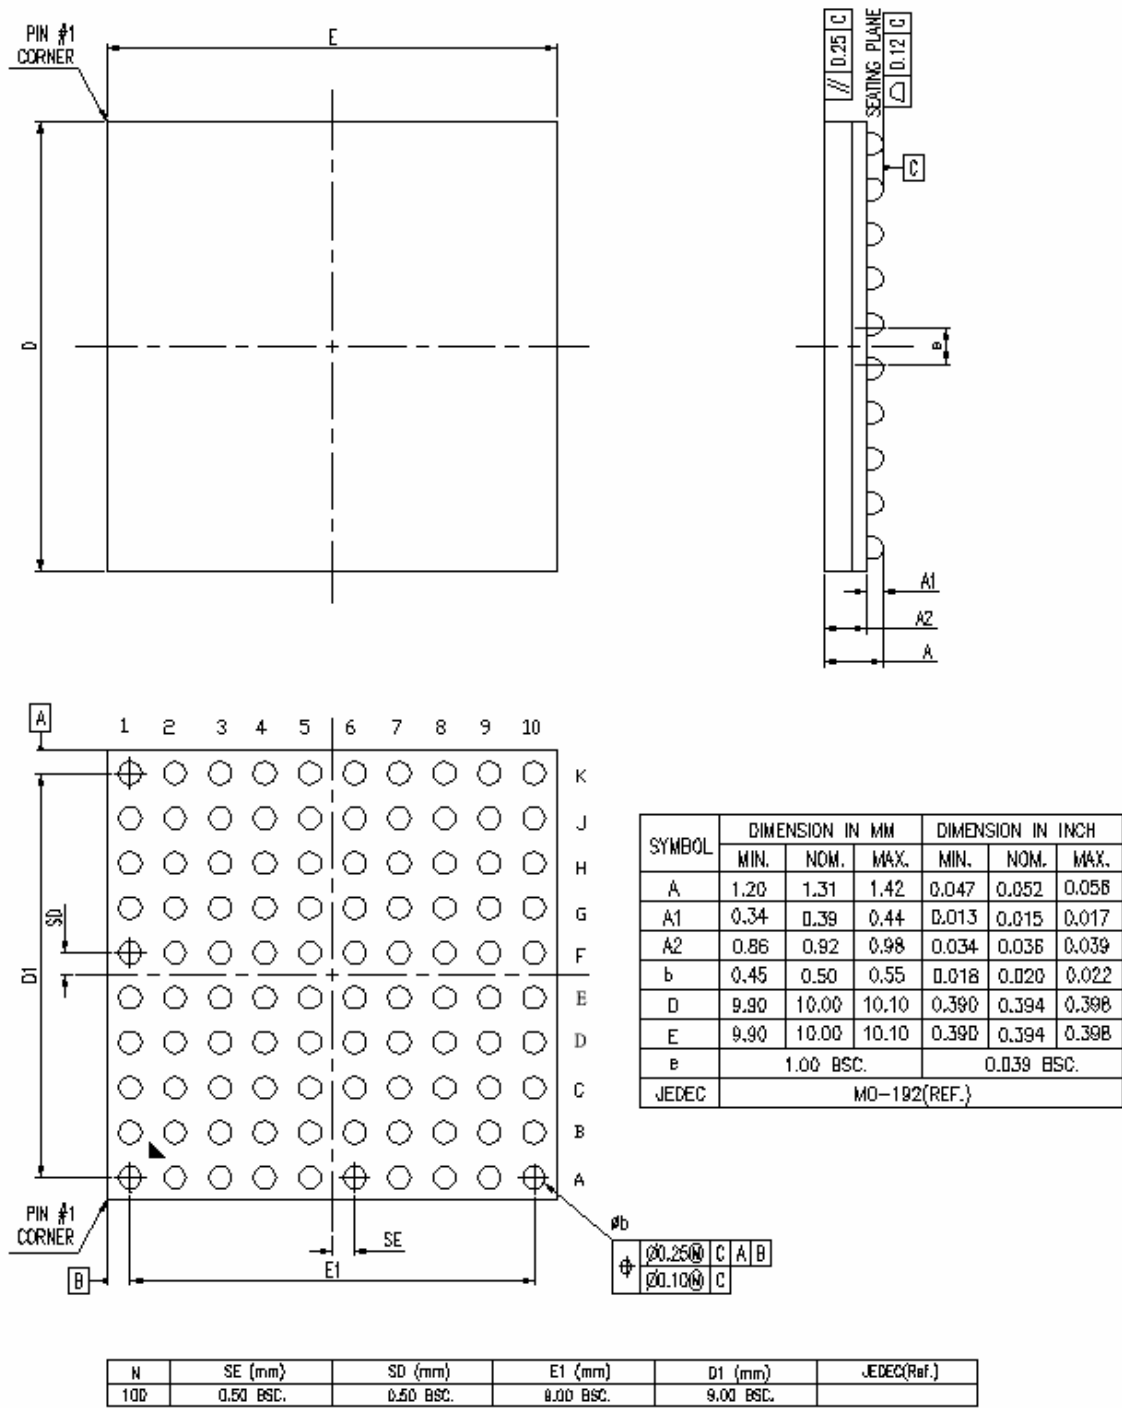 PIN #1
CORNER
E
D
// 0.25 C
SEATING PLANE
0.12 C
C
e
A1
A2
A
A
1 2 3 4 5 6 7 8 9 10
K
J
H
G
F
E
D
C
B
A
SD
D1
PIN #1
CORNER
SE
E1
B
Øb
Ø0.25Ⓜ C A B
Ø0.10Ⓜ C
SYMBOL DIMENSION IN MM DIMENSION IN INCH
MIN. NOM. MAX. MIN. NOM. MAX.
A 1.20 1.31 1.42 0.047 0.052 0.056
A1 0.34 0.39 0.44 0.013 0.015 0.017
A2 0.86 0.92 0.98 0.034 0.036 0.039
b 0.45 0.50 0.55 0.018 0.020 0.022
D 9.90 10.00 10.10 0.390 0.394 0.398
E 9.90 10.00 10.10 0.390 0.394 0.398
e 1.00 BSC. 0.039 BSC.
JEDEC MO-192(REF.)
N SE (mm) SD (mm) E1 (mm) D1 (mm) JEDEC(Ref.)
100 0.50 BSC. 0.50 BSC. 9.00 BSC. 9.00 BSC.